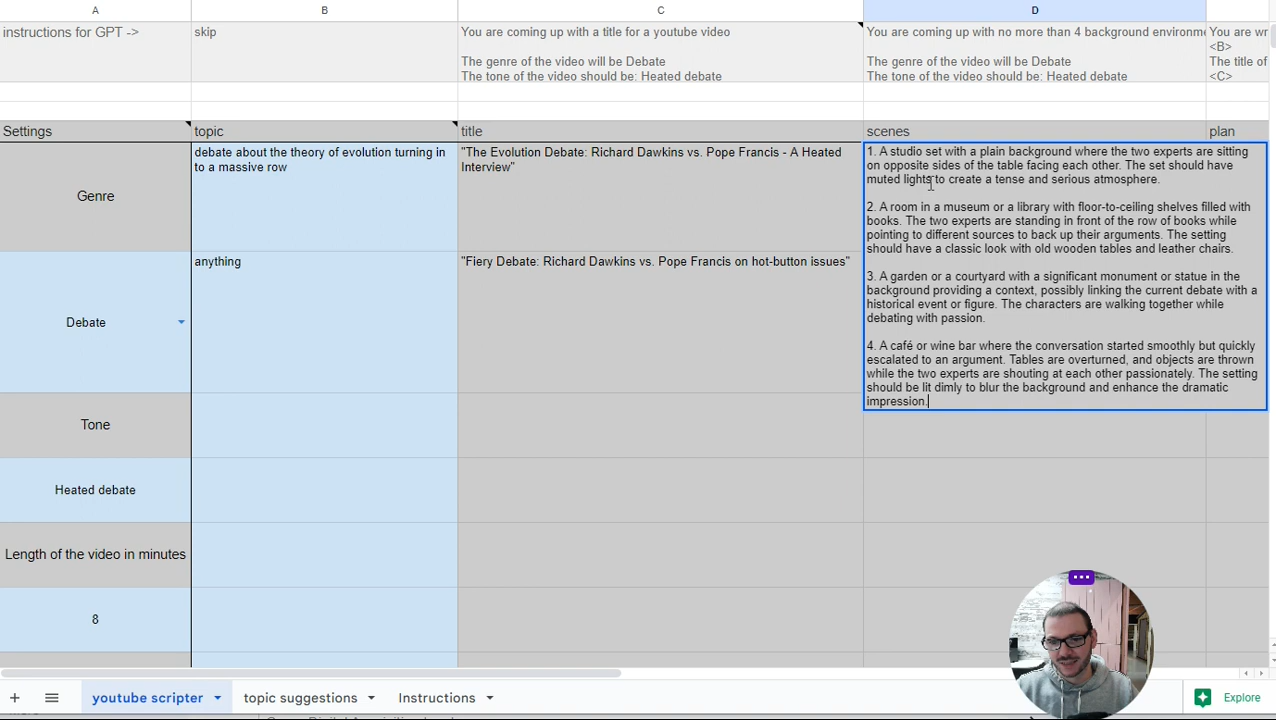 A
B
C
D
instructions for GPT ->
skip
You are coming up with a title for a youtube video
The genre of the video will be Debate
The tone of the video should be: Heated debate
You are coming up with no more than 4 background environme
The genre of the video will be Debate
The tone of the video should be: Heated debate
You are wr
<B>
The title of
<C>
Settings
topic
title
scenes
plan
Genre
debate about the theory of evolution turning in
to a massive row
"The Evolution Debate: Richard Dawkins vs. Pope Francis - A Heated
Interview"
1. A studio set with a plain background where the two experts are sitting
on opposite sides of the table facing each other. The set should have
muted lights to create a tense and serious atmosphere.
2. A room in a museum or a library with floor-to-ceiling shelves filled with
books. The two experts are standing in front of the row of books while
pointing to different sources to back up their arguments. The setting
should have a classic look with old wooden tables and leather chairs.
3. A garden or a courtyard with a significant monument or statue in the
background providing a context, possibly linking the current debate with a
historical event or figure. The characters are walking together while
debating with passion.
4. A café or wine bar where the conversation started smoothly but quickly
escalated to an argument. Tables are overturned, and objects are thrown
while the two experts are shouting at each other passionately. The setting
should be lit dimly to blur the background and enhance the dramatic
impression.
Debate
anything
"Fiery Debate: Richard Dawkins vs. Pope Francis on hot-button issues"
Tone
Heated debate
Length of the video in minutes
8
youtube scripter
topic suggestions
Instructions
Explore